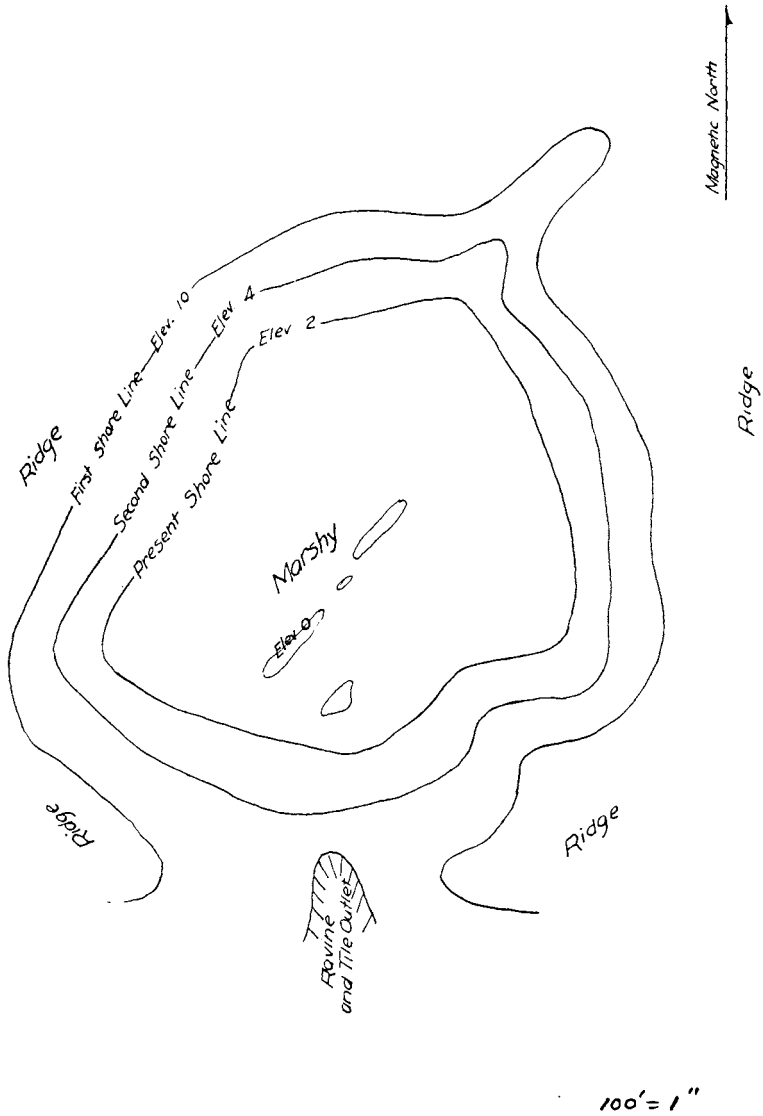 Magnetic North
First Shore Line Elev. 10
Second Shore Line Elev 4
Present Shore Line Elev 2
Ridge
Ridge
Marshy
Elev 0
Ridge
Ridge
Ravine
and Tile Outlet
100' = 1"